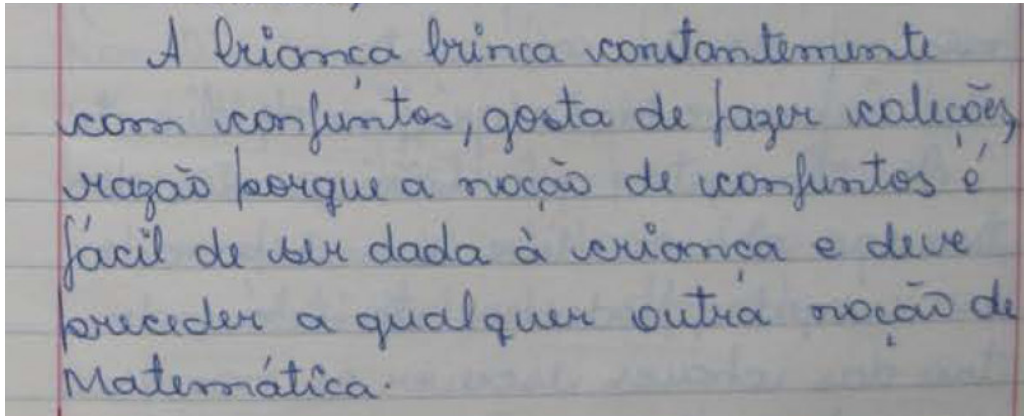 A criança brinca constantemente
com conjuntos, gosta de fazer coleções,
razão porque a noção de conjuntos é
fácil de ser dada à criança e deve
preceder a qualquer outra noção de
Matemática.